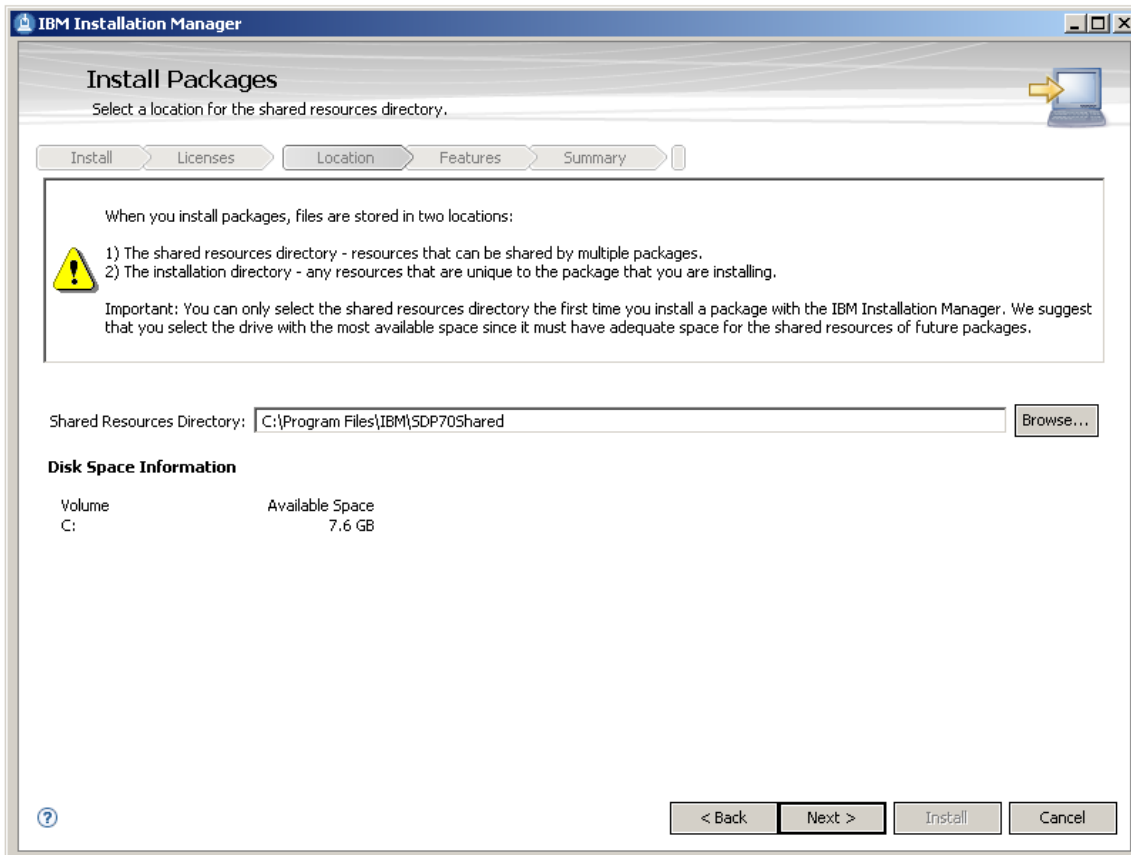 IBM Installation Manager
Install Packages
Select a location for the shared resources directory.
Install Licenses Location Features Summary
When you install packages, files are stored in two locations:
1) The shared resources directory - resources that can be shared by multiple packages.
2) The installation directory - any resources that are unique to the package that you are installing.
Important: You can only select the shared resources directory the first time you install a package with the IBM Installation Manager. We suggest
that you select the drive with the most available space since it must have adequate space for the shared resources of future packages.
Shared Resources Directory: C:\Program Files\IBM\SDP70Shared Browse...
Disk Space Information
Volume Available Space
C: 7.6 GB
? < Back Next > Install Cancel